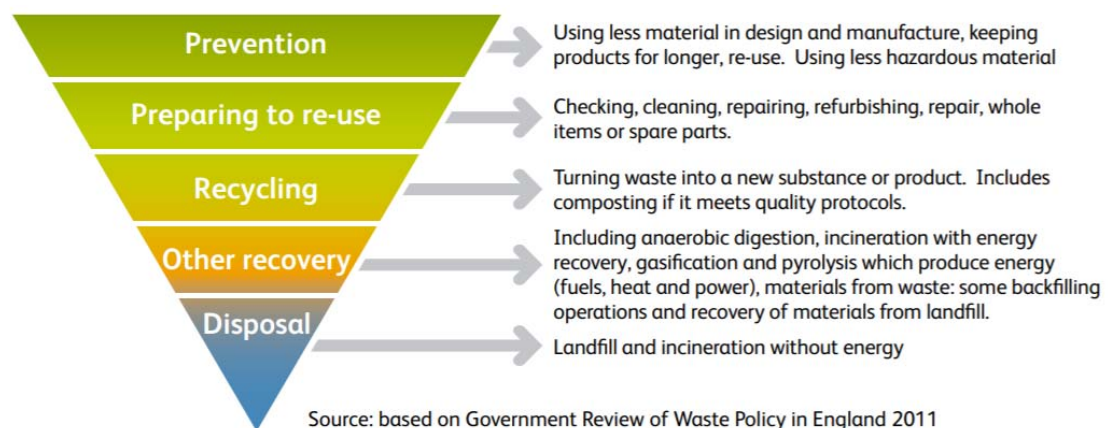 Prevention
Using less material in design and manufacture, keeping
products for longer, re-use.  Using less hazardous material
Preparing to re-use
Checking, cleaning, repairing, refurbishing, repair, whole
items or spare parts.
Recycling
Turning waste into a new substance or product.  Includes
composting if it meets quality protocols.
Other recovery
Including anaerobic digestion, incineration with energy
recovery, gasification and pyrolysis which produce energy
(fuels, heat and power), materials from waste: some backfilling
operations and recovery of materials from landfill.
Disposal
Landfill and incineration without energy
Source: based on Government Review of Waste Policy in England 2011